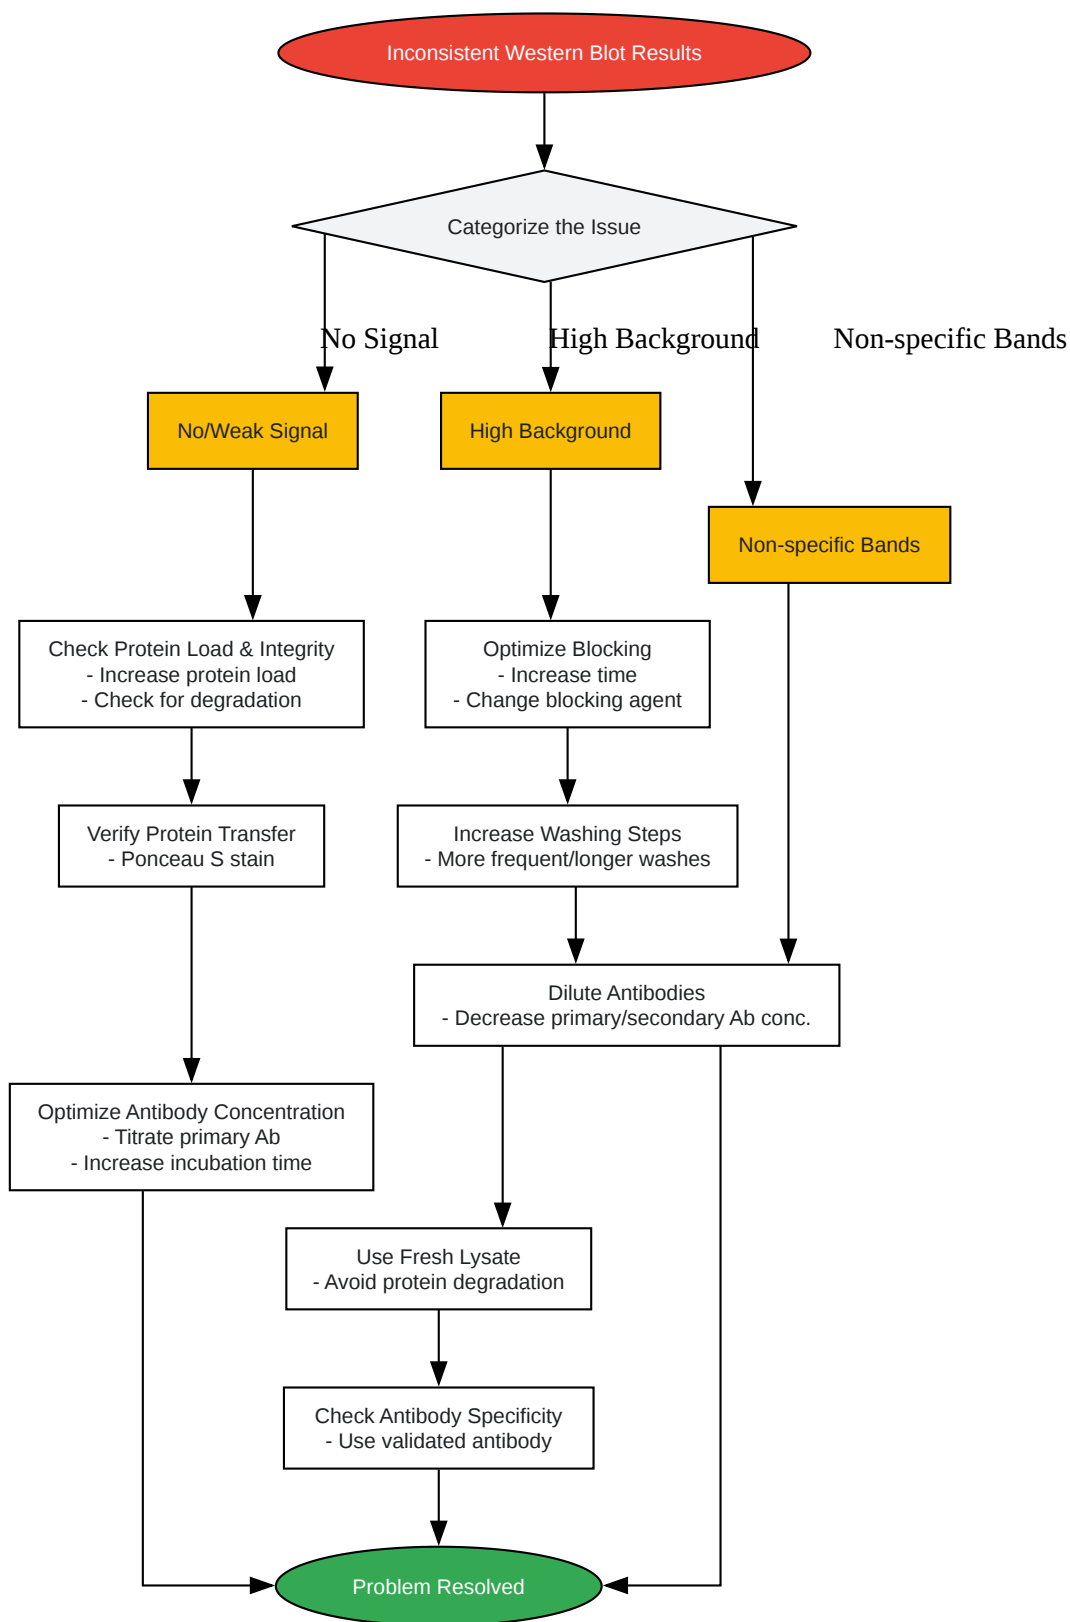 Inconsistent Western Blot Results
Categorize the Issue
No Signal
High Background
Non-specific Bands
No/Weak Signal
High Background
Non-specific Bands
Check Protein Load & Integrity
- Increase protein load
- Check for degradation
Optimize Blocking
- Increase time
- Change blocking agent
Verify Protein Transfer
- Ponceau S stain
Increase Washing Steps
- More frequent/longer washes
Dilute Antibodies
- Decrease primary/secondary Ab conc.
Optimize Antibody Concentration
- Titrate primary Ab
- Increase incubation time
Use Fresh Lysate
- Avoid protein degradation
Check Antibody Specificity
- Use validated antibody
Problem Resolved